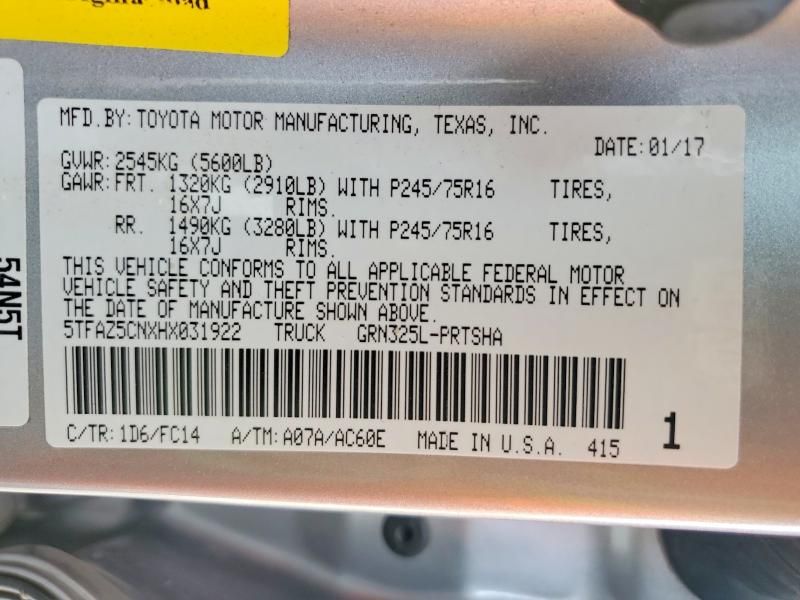 MFD.BY: TOYOTA MOTOR MANUFACTURING, TEXAS, INC.
DATE: 01/17
GVWR: 2545KG (5600LB)
GAWR: FRT. 1320KG (2910LB) WITH P245/75R16 TIRES,
16X7J RIMS.
RR. 1490KG (3280LB) WITH P245/75R16 TIRES,
16X7J RIMS.
THIS VEHICLE CONFORMS TO ALL APPLICABLE FEDERAL MOTOR
VEHICLE SAFETY AND THEFT PREVENTION STANDARDS IN EFFECT ON
THE DATE OF MANUFACTURE SHOWN ABOVE.
5TFAZ5CNXHX031922 TRUCK GRN325L-PRTSHA
C/TR: 1D6/FC14 A/TM: A07A/AC60E MADE IN U.S.A. 415 1
54N5T